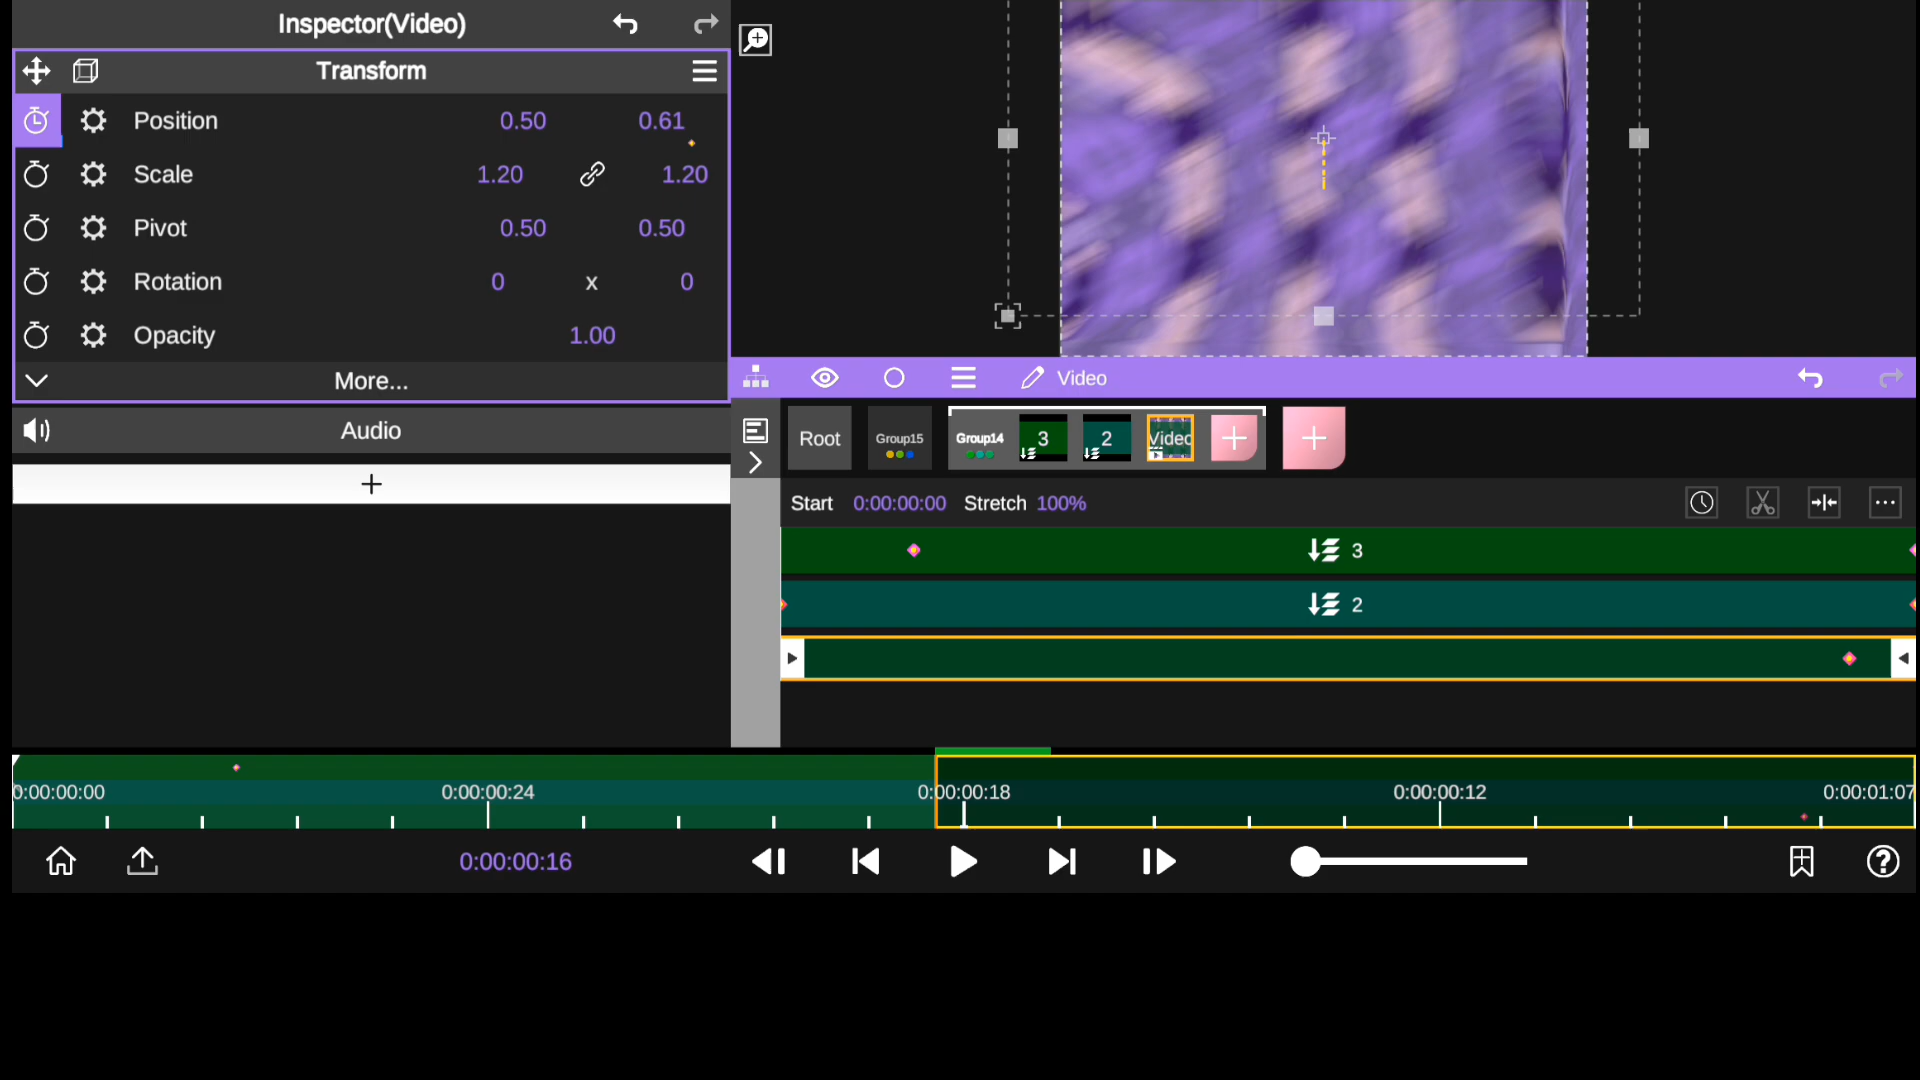 Inspector(Video)
Transform
Position 0.50 0.61
Scale 1.20 1.20
Pivot 0.50 0.50
Rotation 0 x 0
Opacity 1.00
More...
Audio
Video
Root Group15 Group14 3 2 Video
Start 0:00:00:00 Stretch 100%
3
2
0:00:00:00 0:00:00:24 0:00:00:18 0:00:00:12 0:00:01:07
0:00:00:16